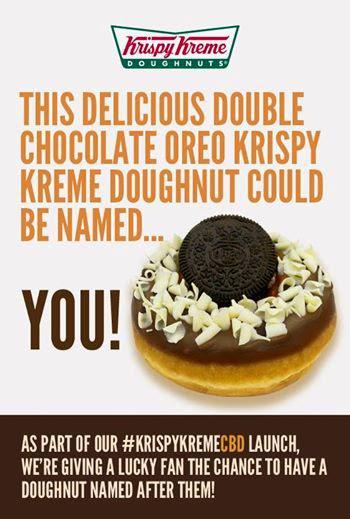 Krispy Kreme
DOUGHNUTS
THIS DELICIOUS DOUBLE
CHOCOLATE OREO KRISPY
KREME DOUGHNUT COULD
BE NAMED...
YOU!
OREO
AS PART OF OUR #KRISPYKREMECBD LAUNCH,
WE'RE GIVING A LUCKY FAN THE CHANCE TO HAVE A
DOUGHNUT NAMED AFTER THEM!